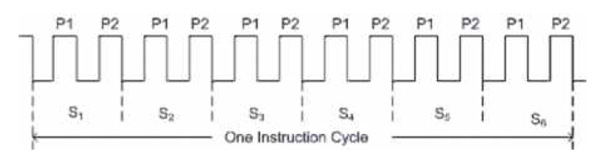 P1 P2 P1 P2 P1 P2 P1 P2 P1 P2 P1 P2
S1 S2 S3 S4 S5 S6
One Instruction Cycle